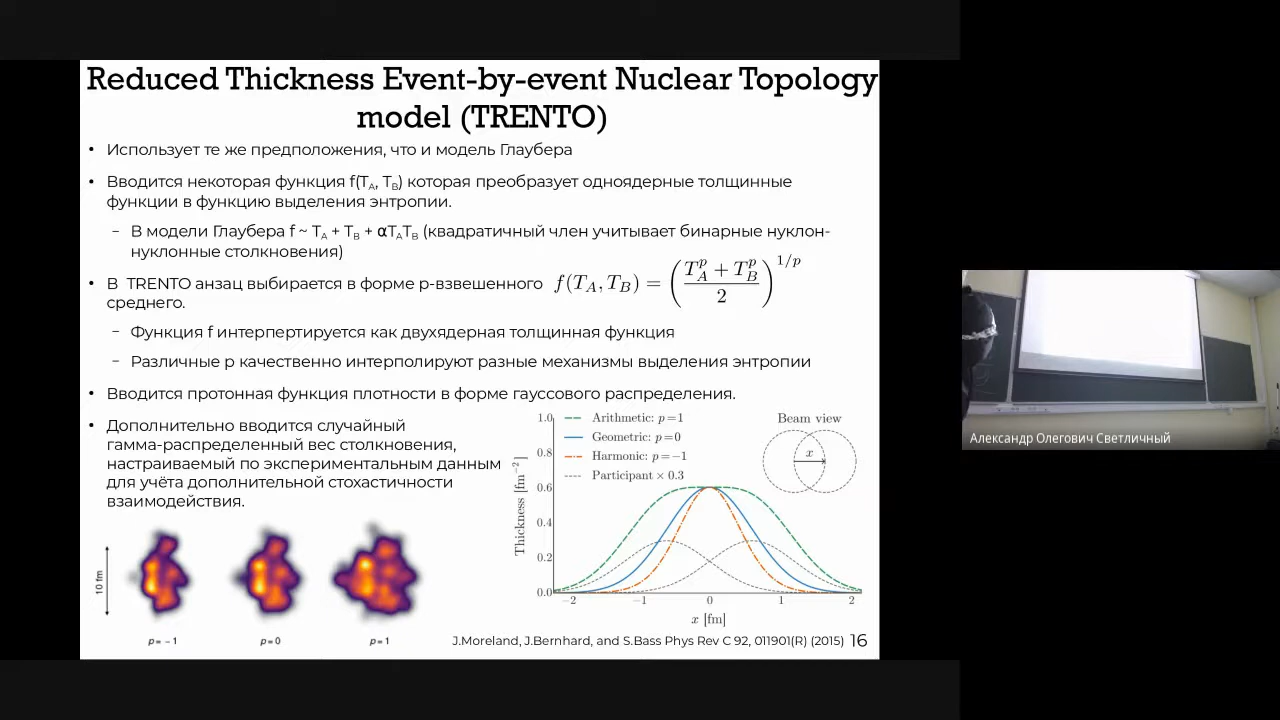 Reduced Thickness Event-by-event Nuclear Topology
model (TRENTO)
• Использует те же предположения, что и модель Глаубера
• Вводится некоторая функция f(T_A, T_B) которая преобразует одноядерные толщинные
функции в функцию выделения энтропии.
– В модели Глаубера f ~ T_A + T_B + αT_AT_B (квадратичный член учитывает бинарные нуклон-
нуклонные столкновения)
• В TRENTO анзац выбирается в форме p-взвешенного
среднего.
f(T_A, T_B) = ((T_A^p + T_B^p)/2)^{1/p}
– Функция f интерпертируется как двухядерная толщинная функция
– Различные p качественно интерполируют разные механизмы выделения энтропии
• Вводится протонная функция плотности в форме гауссового распределения.
• Дополнительно вводится случайный
гамма-распределенный вес столкновения,
настраиваемый по экспериментальным данным
для учёта дополнительной стохастичности
взаимодействия.
10 fm
p = − 1
p = 0
p = 1
Arithmetic: p = 1
Geometric: p = 0
Harmonic: p = −1
Participant × 0.3
Beam view
x
Thickness [fm⁻²]
1.0
0.8
0.6
0.4
0.2
0.0
−2 −1 0 1 2
x [fm]
J.Moreland, J.Bernhard, and S.Bass Phys Rev C 92, 011901(R) (2015)
16
Александр Олегович Светличный